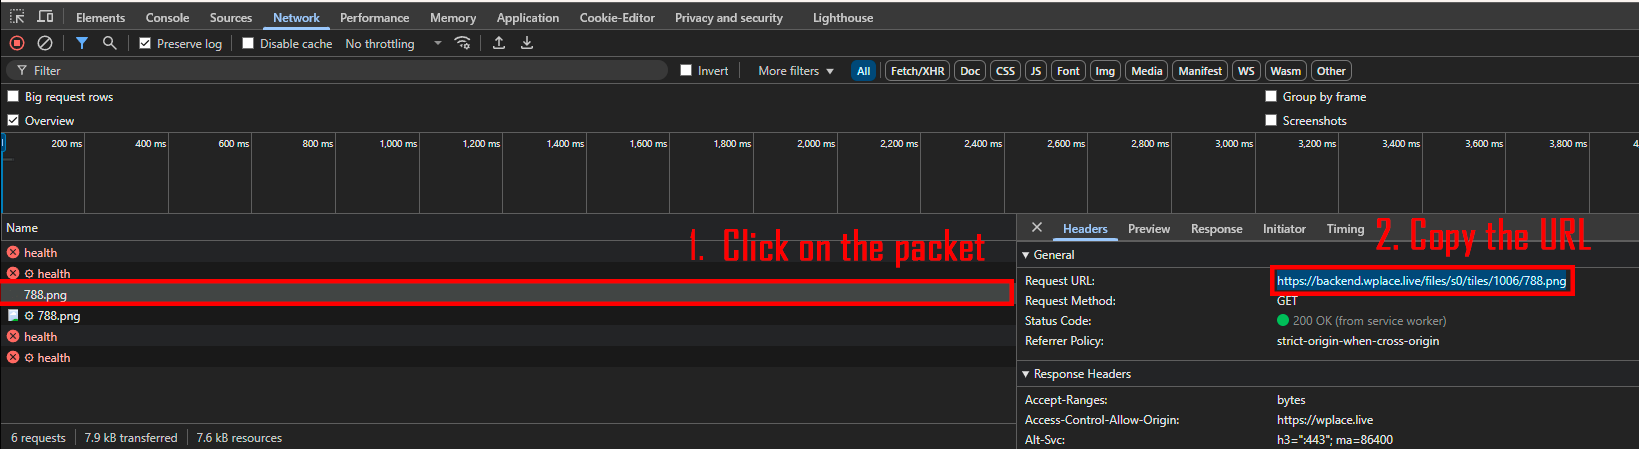 Elements Console Sources Network Performance Memory Application Cookie-Editor Privacy and security Lighthouse
Preserve log Disable cache No throttling
Filter Invert More filters All Fetch/XHR Doc CSS JS Font Img Media Manifest WS Wasm Other
Big request rows Group by frame
Overview Screenshots
200 ms 400 ms 600 ms 800 ms 1,000 ms 1,200 ms 1,400 ms 1,600 ms 1,800 ms 2,000 ms 2,200 ms 2,400 ms 2,600 ms 2,800 ms 3,000 ms 3,200 ms 3,400 ms 3,600 ms 3,800 ms 4
Name
1. Click on the packet
health
health
788.png
788.png
health
health
6 requests 7.9 kB transferred 7.6 kB resources
Headers Preview Response Initiator Timing
2. Copy the URL
General
Request URL: https://backend.wplace.live/files/s0/tiles/1006/788.png
Request Method: GET
Status Code: 200 OK (from service worker)
Referrer Policy: strict-origin-when-cross-origin
Response Headers
Accept-Ranges: bytes
Access-Control-Allow-Origin: https://wplace.live
Alt-Svc: h3=":443"; ma=86400